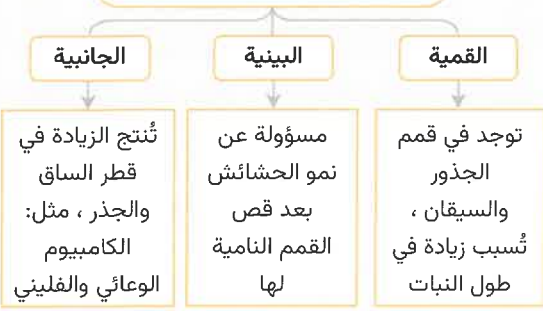 القمية
توجد في قمم
الجذور
والسيقان ،
تُسبب زيادة في
طول النبات
البينية
مسؤولة عن
نمو الحشائش
بعد قص
القمم النامية
لها
الجانبية
تُنتج الزيادة في
قطر الساق
والجذر ، مثل:
الكامبيوم
الوعائي والفليني